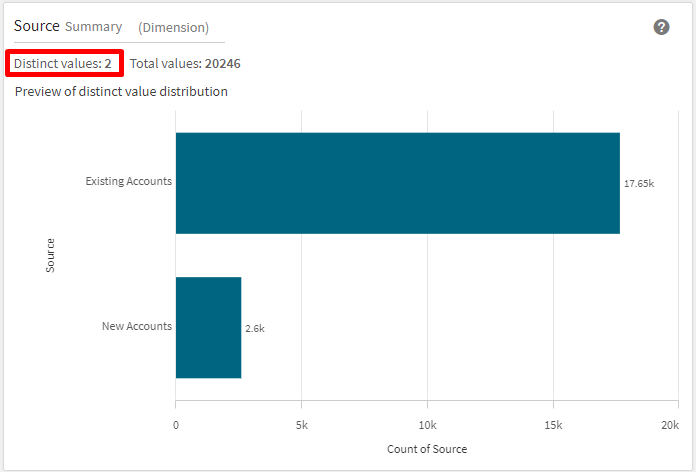 Source Summary (Dimension)
?
Distinct values: 2 Total values: 20246
Preview of distinct value distribution
Existing Accounts
17.65k
Source
New Accounts
2.6k
0 5k 10k 15k 20k
Count of Source